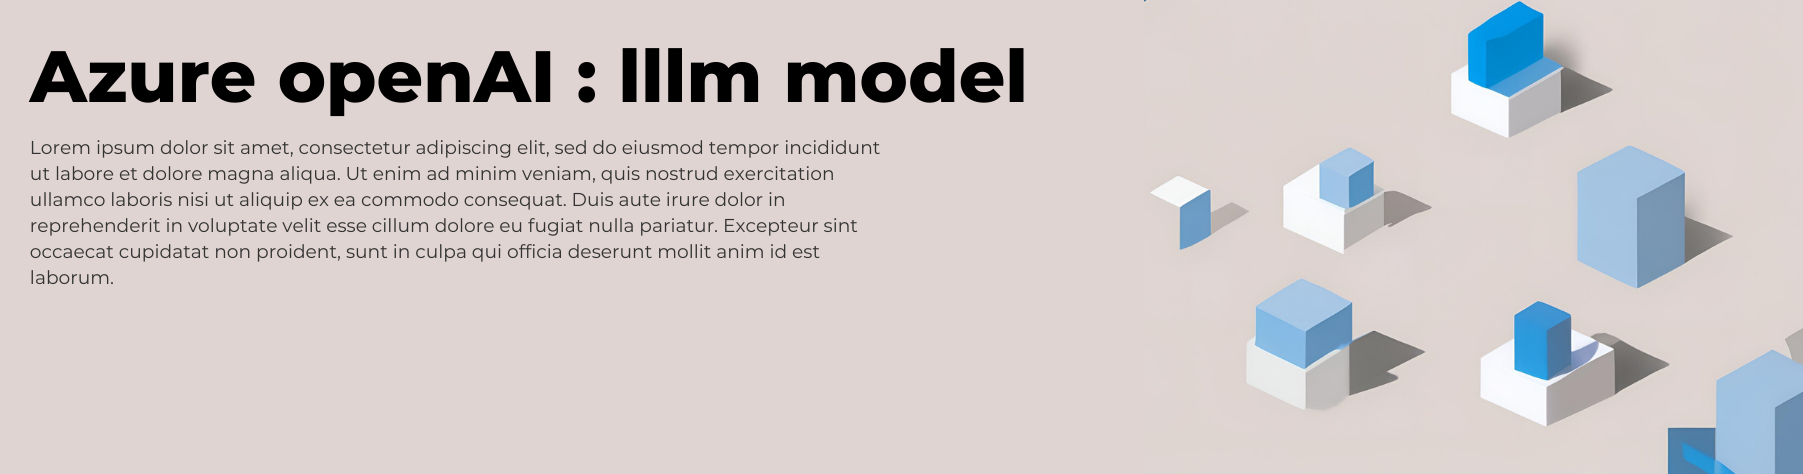 Azure openAI : lllm model
Lorem ipsum dolor sit amet, consectetur adipiscing elit, sed do eiusmod tempor incididunt
ut labore et dolore magna aliqua. Ut enim ad minim veniam, quis nostrud exercitation
ullamco laboris nisi ut aliquip ex ea commodo consequat. Duis aute irure dolor in
reprehenderit in voluptate velit esse cillum dolore eu fugiat nulla pariatur. Excepteur sint
occaecat cupidatat non proident, sunt in culpa qui officia deserunt mollit anim id est
laborum.